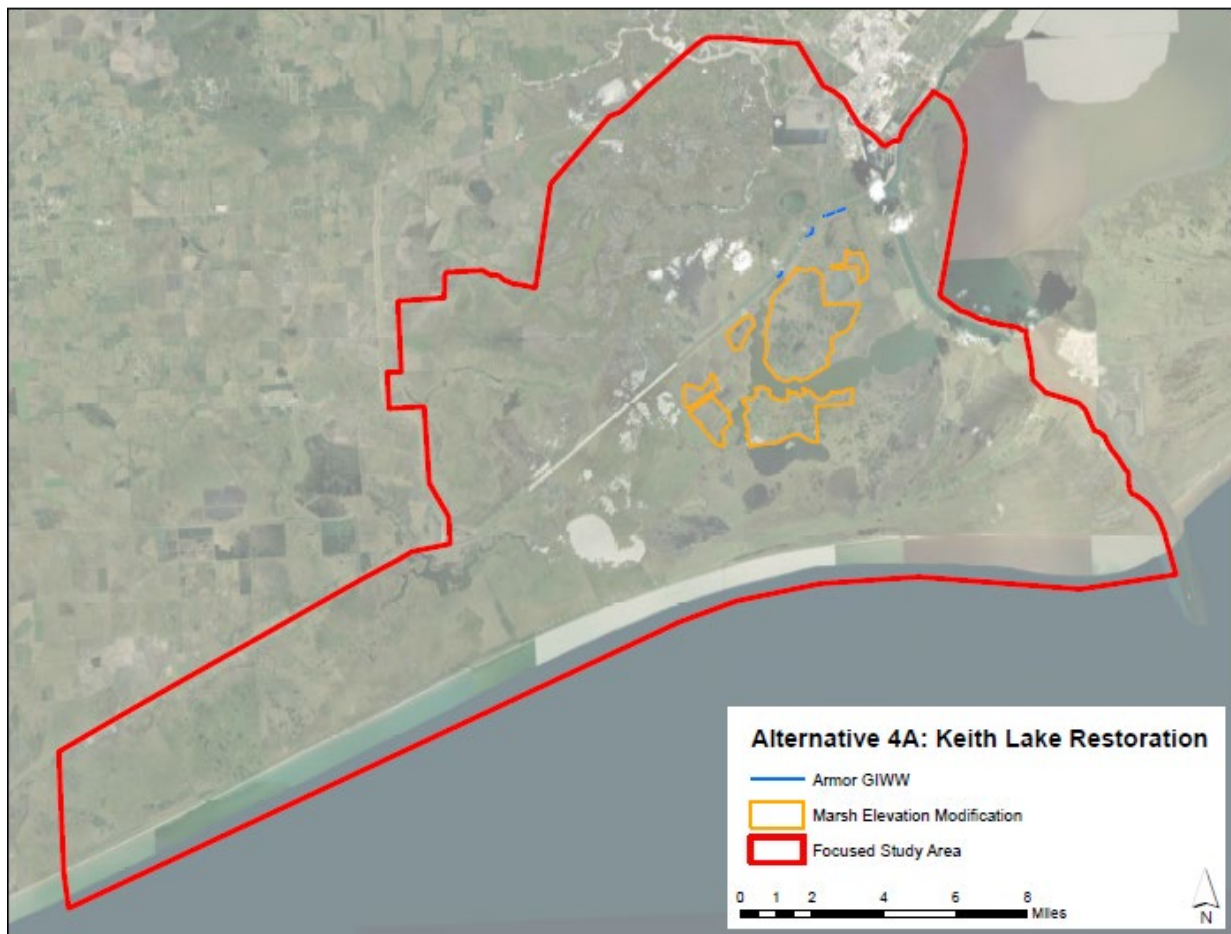 Alternative 4A: Keith Lake Restoration
Armor GIWW
Marsh Elevation Modification
Focused Study Area
0 1 2 4 6 8
Miles
N